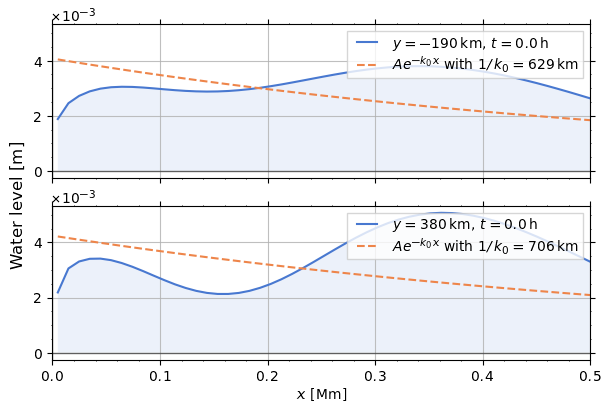 ×10⁻³
y = −190 km, t = 0.0 h
Ae^{−k₀x} with 1/k₀ = 629 km
4
2
0
×10⁻³
y = 380 km, t = 0.0 h
Ae^{−k₀x} with 1/k₀ = 706 km
4
2
0
Water level [m]
0.0 0.1 0.2 0.3 0.4 0.5
x [Mm]